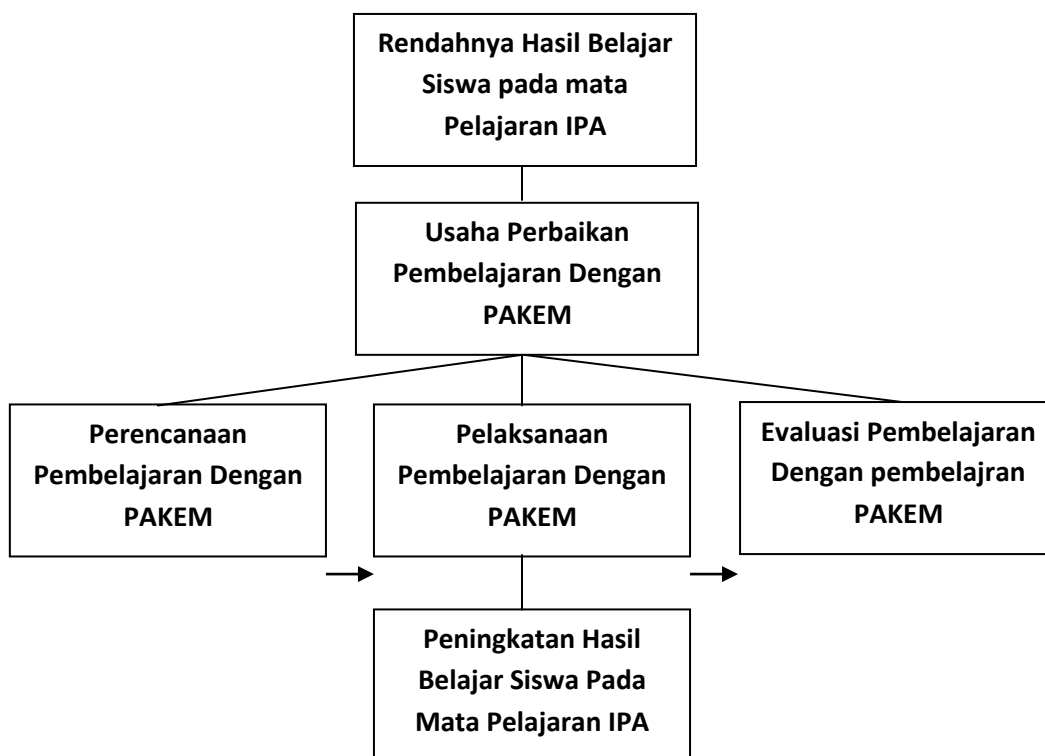 Rendahnya Hasil Belajar
Siswa pada mata
Pelajaran IPA
Usaha Perbaikan
Pembelajaran Dengan
PAKEM
Perencanaan
Pembelajaran Dengan
PAKEM
Pelaksanaan
Pembelajaran Dengan
PAKEM
Evaluasi Pembelajaran
Dengan pembelajran
PAKEM
Peningkatan Hasil
Belajar Siswa Pada
Mata Pelajaran IPA